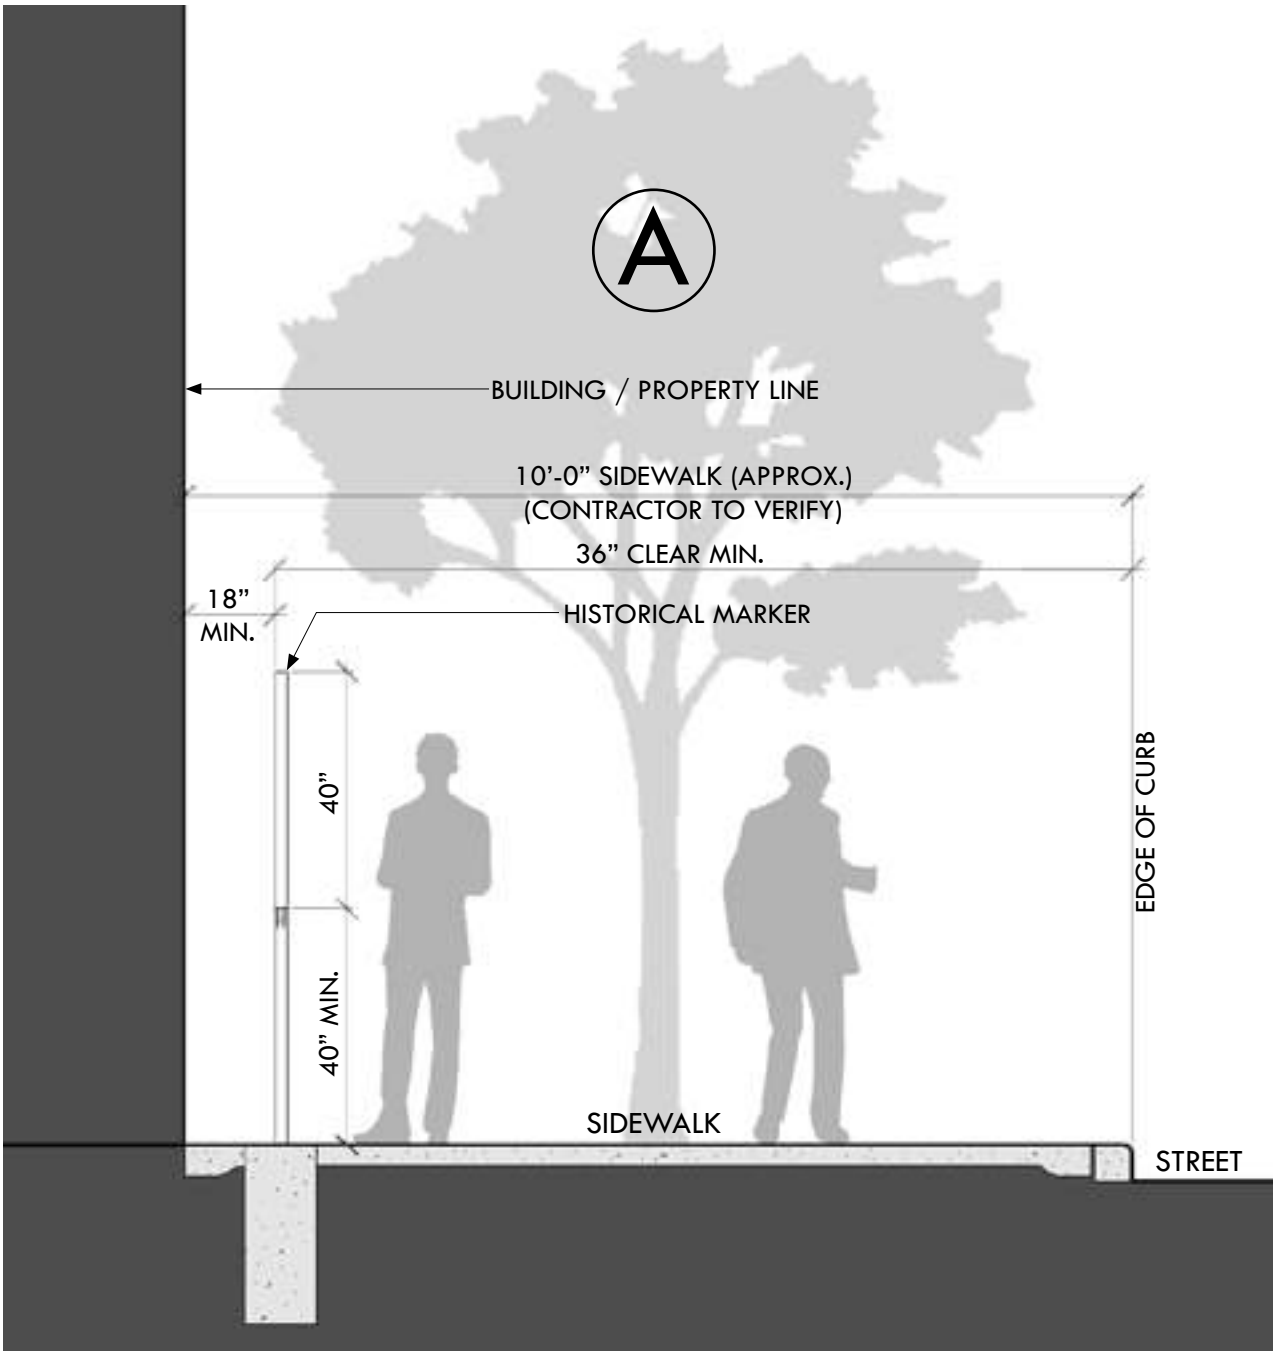 A
BUILDING / PROPERTY LINE
10’-0” SIDEWALK (APPROX.)
(CONTRACTOR TO VERIFY)
36” CLEAR MIN.
18”
MIN.
HISTORICAL MARKER
40”
40” MIN.
EDGE OF CURB
SIDEWALK
STREET